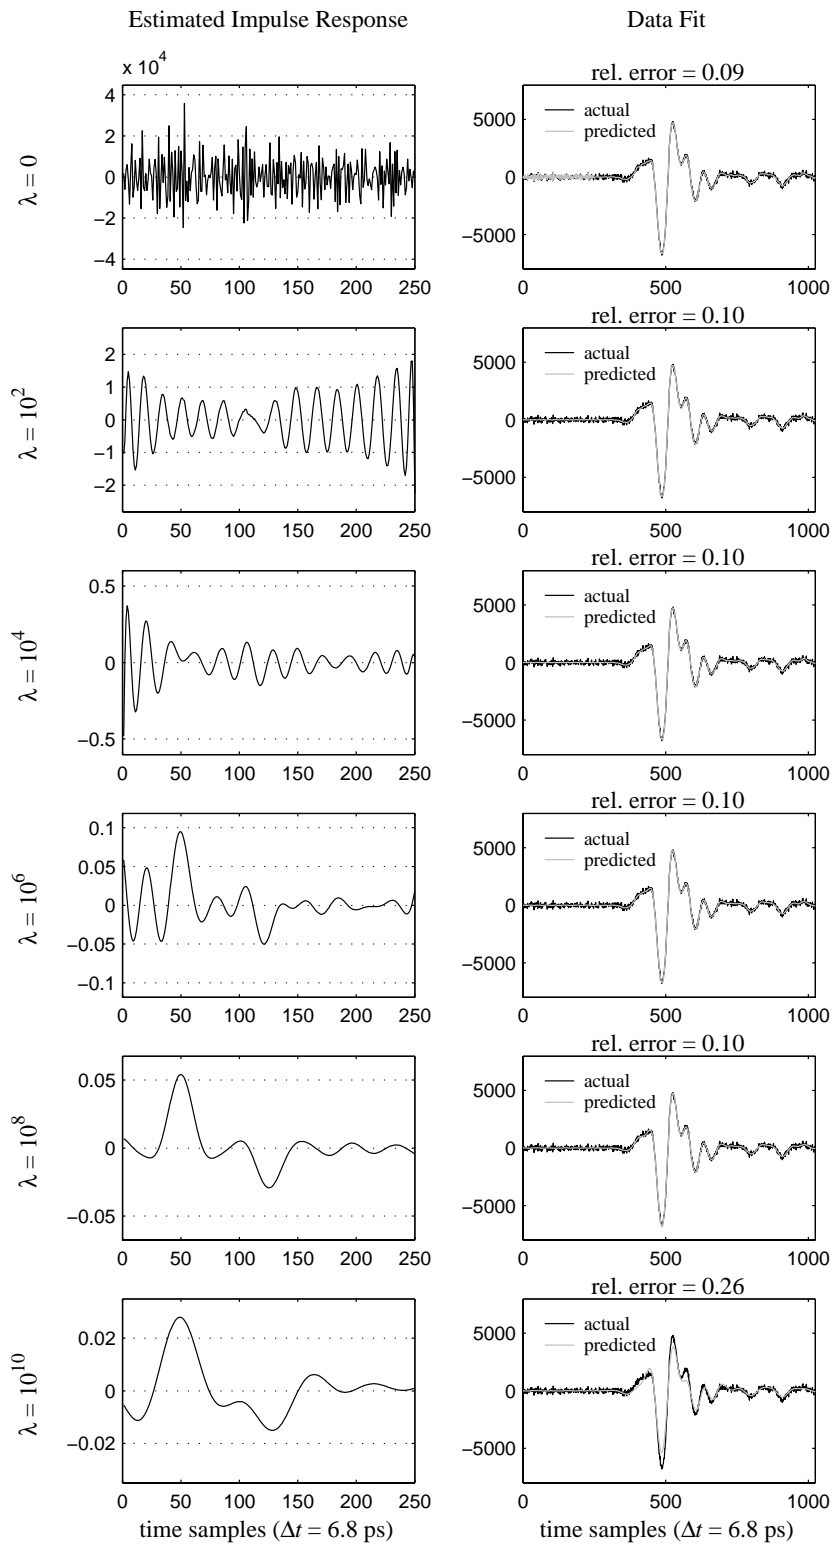 Estimated Impulse Response
Data Fit
x 10^4
λ = 0
4
2
0
−2
−4
0 50 100 150 200 250
rel. error = 0.09
actual
predicted
5000
0
−5000
0 500 1000
λ = 10^2
2
1
0
−1
−2
0 50 100 150 200 250
rel. error = 0.10
actual
predicted
5000
0
−5000
0 500 1000
λ = 10^4
0.5
0
−0.5
0 50 100 150 200 250
rel. error = 0.10
actual
predicted
5000
0
−5000
0 500 1000
λ = 10^6
0.1
0.05
0
−0.05
−0.1
0 50 100 150 200 250
rel. error = 0.10
actual
predicted
5000
0
−5000
0 500 1000
λ = 10^8
0.05
0
−0.05
0 50 100 150 200 250
rel. error = 0.10
actual
predicted
5000
0
−5000
0 500 1000
λ = 10^10
0.02
0
−0.02
0 50 100 150 200 250
time samples (Δt = 6.8 ps)
rel. error = 0.26
actual
predicted
5000
0
−5000
0 500 1000
time samples (Δt = 6.8 ps)